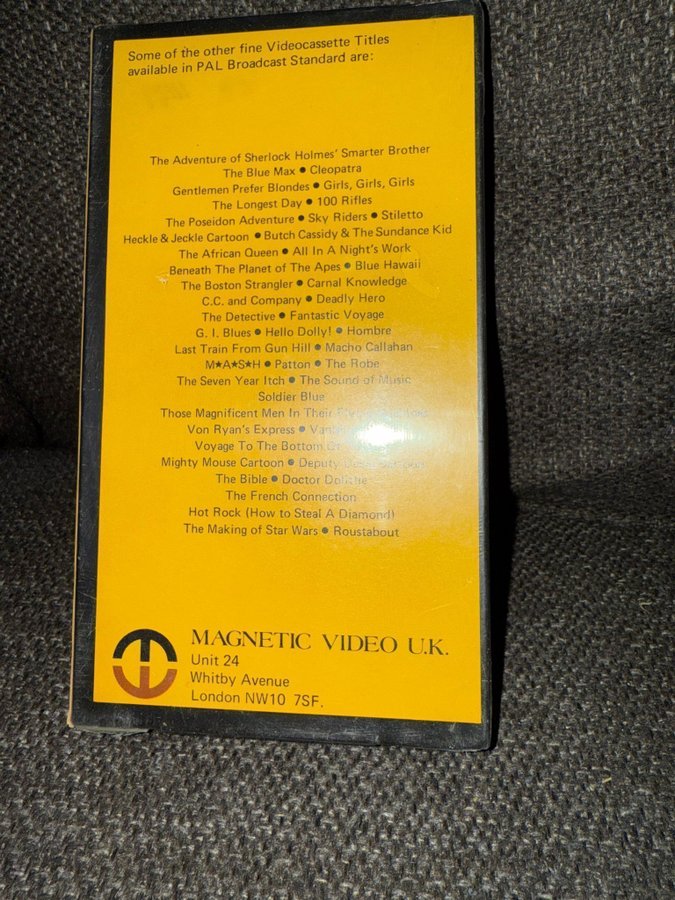 Some of the other fine Videocassette Titles
available in PAL Broadcast Standard are:
The Adventure of Sherlock Holmes' Smarter Brother
The Blue Max ● Cleopatra
Gentlemen Prefer Blondes ● Girls, Girls, Girls
The Longest Day ● 100 Rifles
The Poseidon Adventure ● Sky Riders ● Stiletto
Heckle & Jeckle Cartoon ● Butch Cassidy & The Sundance Kid
The African Queen ● All In A Night's Work
Beneath The Planet of The Apes ● Blue Hawaii
The Boston Strangler ● Carnal Knowledge
C.C. and Company ● Deadly Hero
The Detective ● Fantastic Voyage
G. I. Blues ● Hello Dolly! ● Hombre
Last Train From Gun Hill ● Macho Callahan
M★A★S★H ● Patton ● The Robe
The Seven Year Itch ● The Sound of Music
Soldier Blue
Those Magnificent Men In Their
Von Ryan's Express ●
Voyage To The Bottom
Mighty Mouse Cartoon ● Deputy
The Bible ● Doctor Dolittle
The French Connection
Hot Rock (How to Steal A Diamond)
The Making of Star Wars ● Roustabout
MAGNETIC VIDEO U.K.
Unit 24
Whitby Avenue
London NW10 7SF.